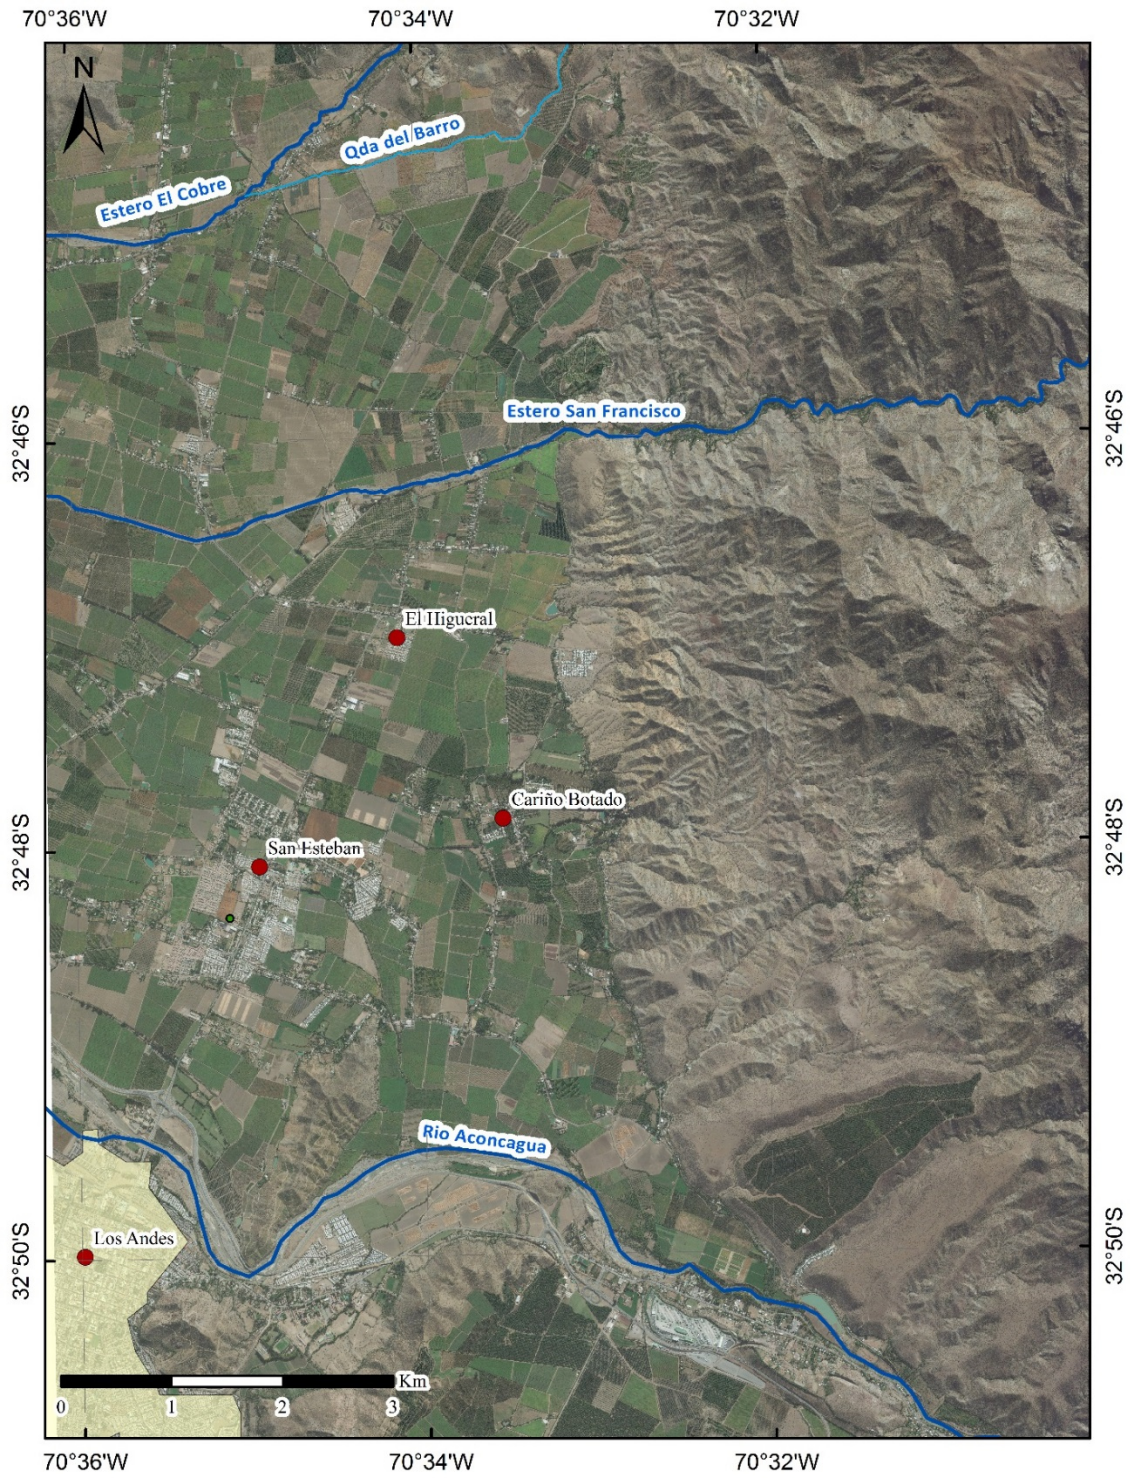 70°36'W 70°34'W 70°32'W
N
Qda del Barro
Estero El Cobre
Estero San Francisco
32°46'S 32°46'S
El Higueral
Cariño Botado
32°48'S 32°48'S
San Esteban
Rio Aconcagua
32°50'S 32°50'S
Los Andes
Km
0 1 2 3
70°36'W 70°34'W 70°32'W